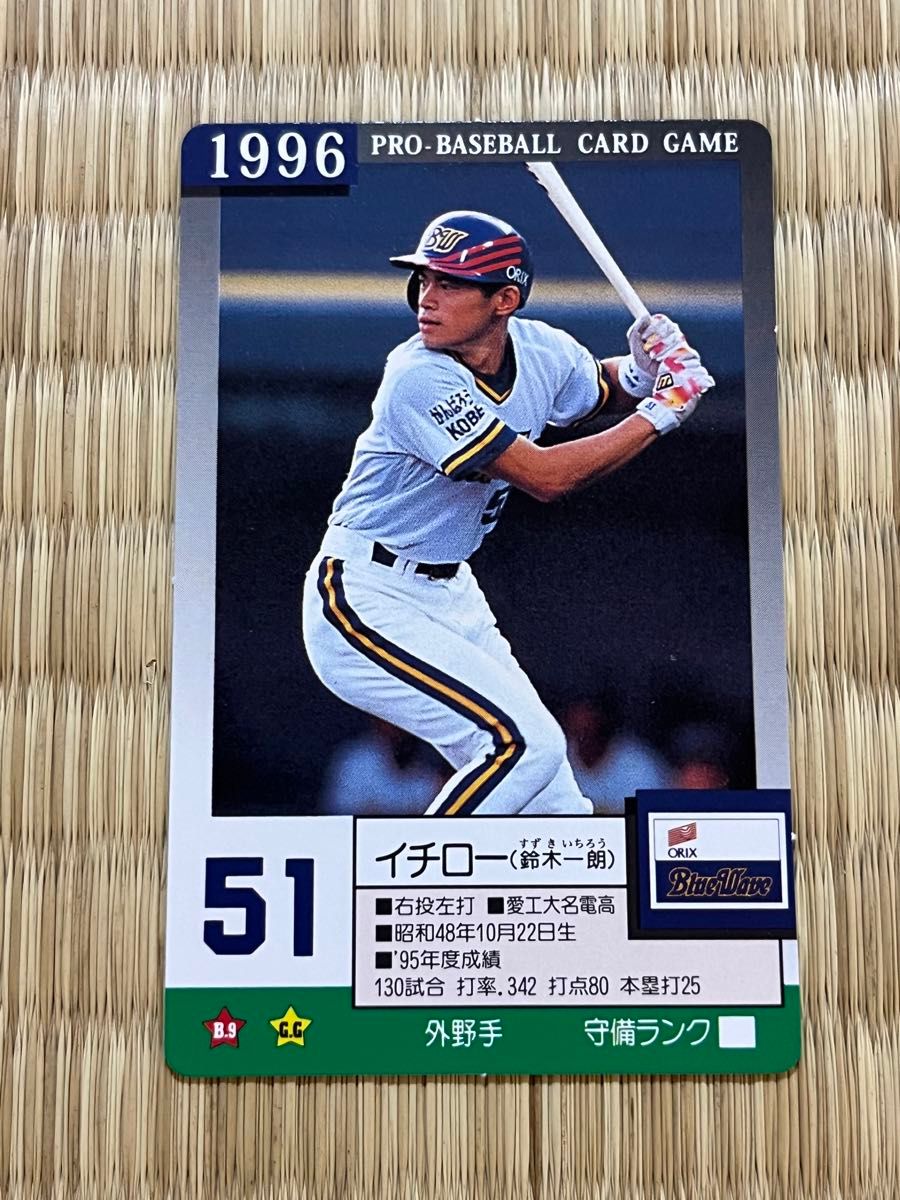 1996
PRO-BASEBALL CARD GAME
BW
ORIX
がんばろう
KOBE
51
すずきいちろう
イチロー(鈴木一朗)
ORIX
BlueWave
■右投左打 ■愛工大名電高
■昭和48年10月22日生
■'95年度成績
130試合 打率.342 打点80 本塁打25
B.9
G.G
外野手
守備ランク